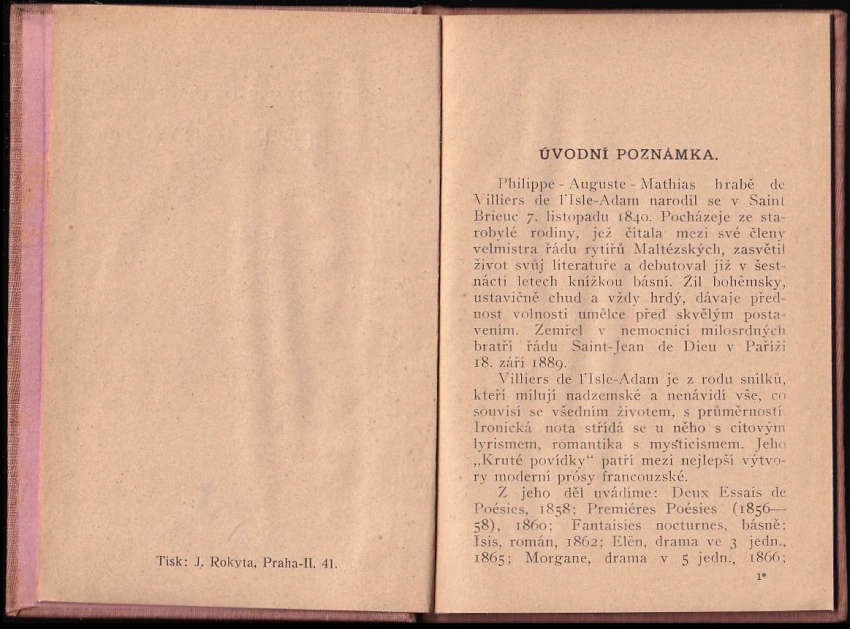 Tisk: J. Rokyta, Praha-II. 41.
ÚVODNÍ POZNÁMKA.
Philippe - Auguste - Mathias hrabě de
Villiers de l'Isle-Adam narodil se v Saint
Brieuc 7. listopadu 1840. Pocházeje ze sta-
robylé rodiny, jež čítala mezi své členy
velmistra řádu rytířů Maltézských, zasvětil
život svůj literatuře a debutoval již v šest-
nácti letech knížkou básní. Žil bohémsky,
ustavičně chud a vždy hrdý, dávaje před-
nost volnosti umělce před skvělým posta-
vením. Zemřel v nemocnici milosrdných
bratří řádu Saint-Jean de Dieu v Paříži
18. září 1889.
Villiers de l'Isle-Adam je z rodu snílků,
kteří milují nadzemské a nenávidí vše, co
souvisí se všedním životem, s průměrností.
Ironická nota střídá se u něho s citovým
lyrismem, romantika s mysticismem. Jeho
„Kruté povídky“ patří mezi nejlepší výtvo-
ry moderní prósy francouzské.
Z jeho děl uvádíme: Deux Essais de
Poésies, 1858; Premiéres Poésies (1856—
58), 1860; Fantaisies nocturnes, básně;
Isis, román, 1862; Elën, drama ve 3 jedn.,
1865; Morgane, drama v 5 jedn., 1866;
1*